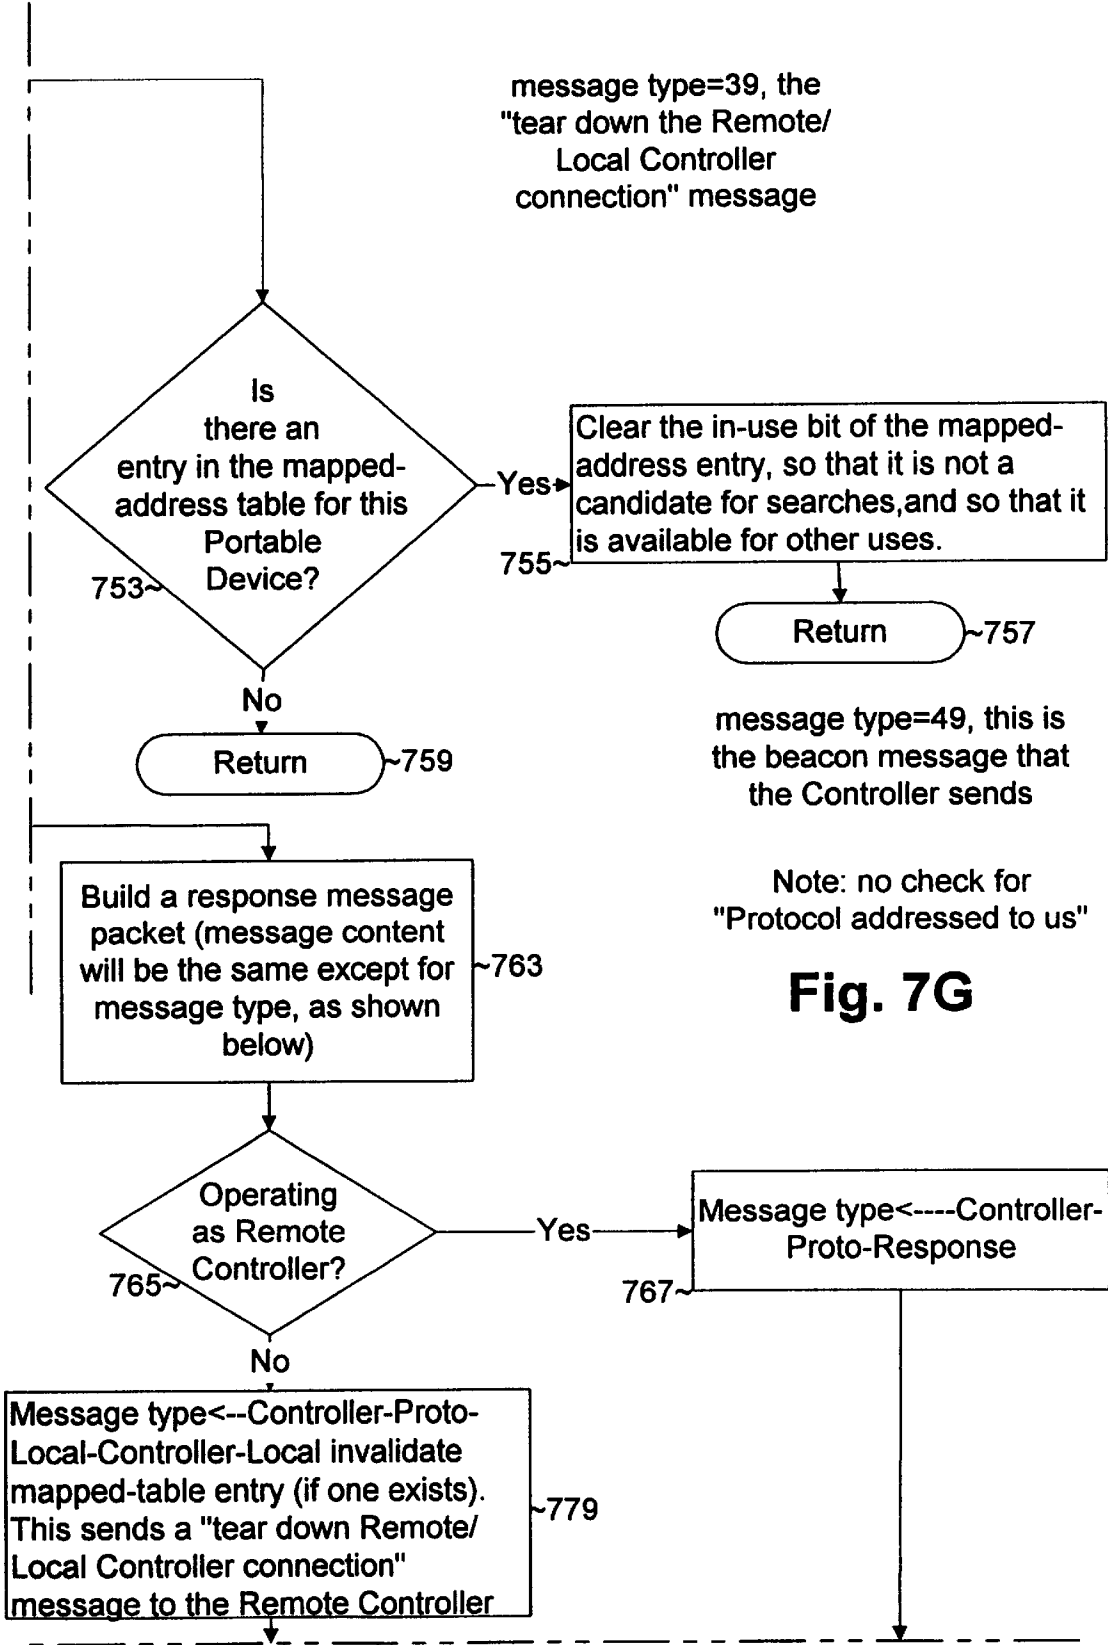 message type=39, the
"tear down the Remote/
Local Controller
connection" message
Is
there an
entry in the mapped-
address table for this
Portable
Device?
753~
Yes
Clear the in-use bit of the mapped-
address entry, so that it is not a
candidate for searches,and so that it
is available for other uses.
755~
Return
~757
No
Return
~759
message type=49, this is
the beacon message that
the Controller sends
Note: no check for
"Protocol addressed to us"
Fig. 7G
Build a response message
packet (message content
will be the same except for
message type, as shown
below)
~763
Operating
as Remote
Controller?
765~
Yes
Message type<----Controller-
Proto-Response
767~
No
Message type<--Controller-Proto-
Local-Controller-Local invalidate
mapped-table entry (if one exists).
This sends a "tear down Remote/
Local Controller connection"
message to the Remote Controller
~779